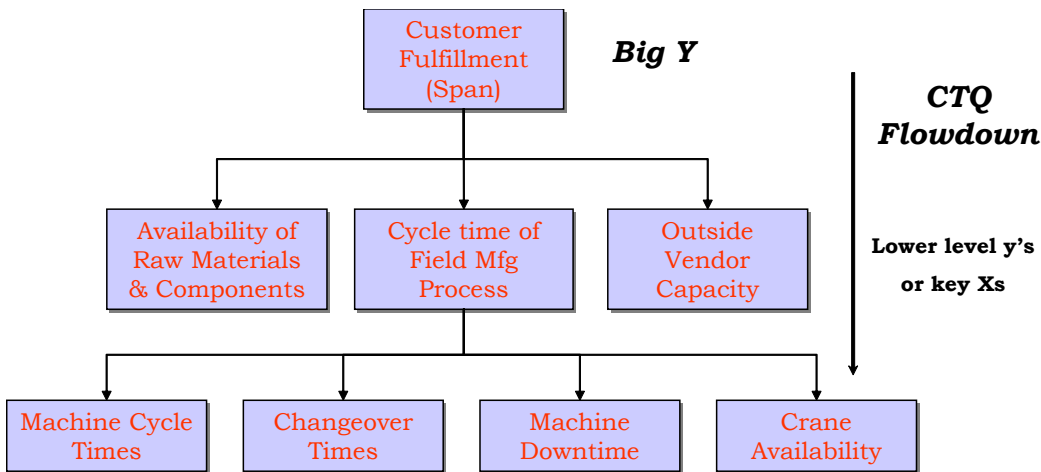 Customer
Fulfillment
(Span)
Big Y
CTQ
Flowdown
Availability of
Raw Materials
& Components
Cycle time of
Field Mfg
Process
Outside
Vendor
Capacity
Lower level y's
or key Xs
Machine Cycle
Times
Changeover
Times
Machine
Downtime
Crane
Availability